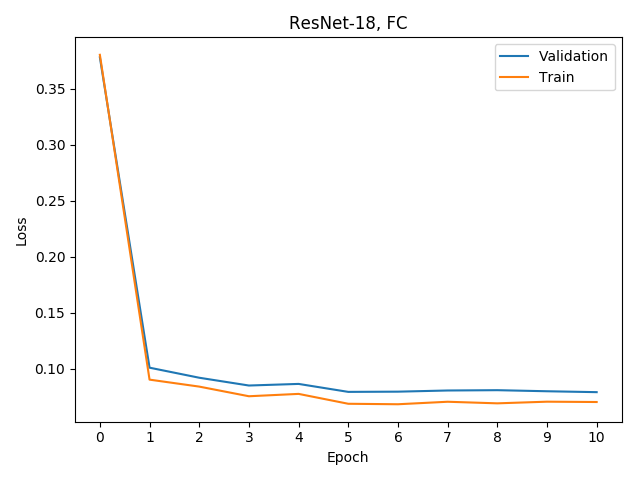 ResNet-18, FC
Validation
Train
0.35
0.30
0.25
0.20
0.15
0.10
Loss
0 1 2 3 4 5 6 7 8 9 10
Epoch